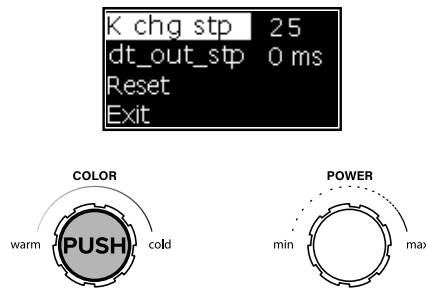 K chg stp 25
dt_out_stp 0 ms
Reset
Exit
COLOR
warm PUSH cold
POWER
min max